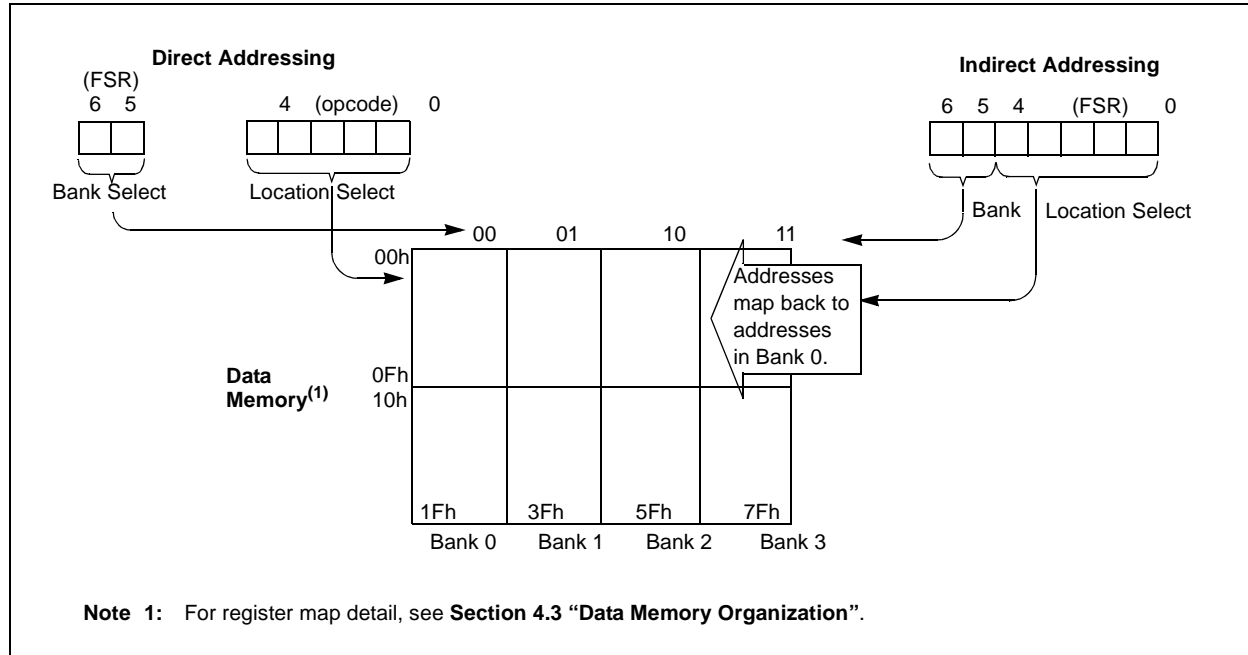 Direct Addressing
(FSR)
6 5
4 (opcode) 0
Bank Select
Location Select
Indirect Addressing
6 5 4 (FSR) 0
Bank
Location Select
00 01 10 11
00h
Addresses
map back to
addresses
in Bank 0.
Data
Memory(1)
0Fh
10h
1Fh 3Fh 5Fh 7Fh
Bank 0 Bank 1 Bank 2 Bank 3
Note 1: For register map detail, see Section 4.3 “Data Memory Organization”.